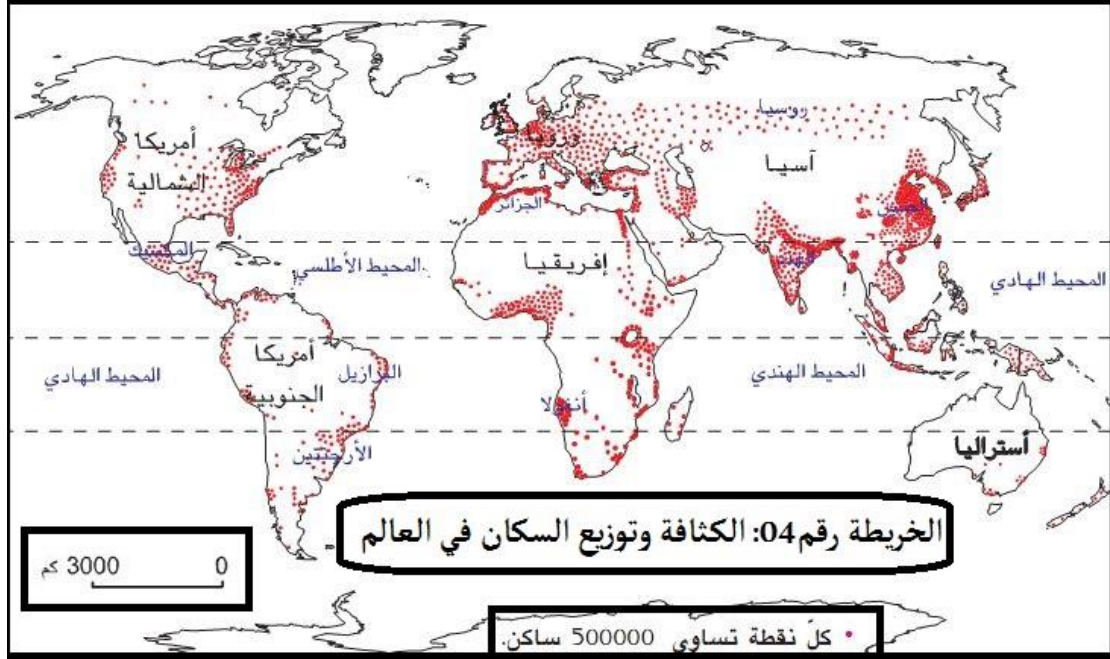 روسيا
أوروبا
أمريكا
الشمالية
آسيا
الصين
الجزائر
المكسيك
المحيط الأطلسي
إفريقيا
الهند
المحيط الهادي
أمريكا
الجنوبية
البرازيل
المحيط الهادي
المحيط الهندي
أنغولا
أستراليا
الأرجنتين
الخريطة رقم04: الكثافة وتوزيع السكان في العالم
3000 كم 0
كلّ نقطة تساوي 500000 ساكن.